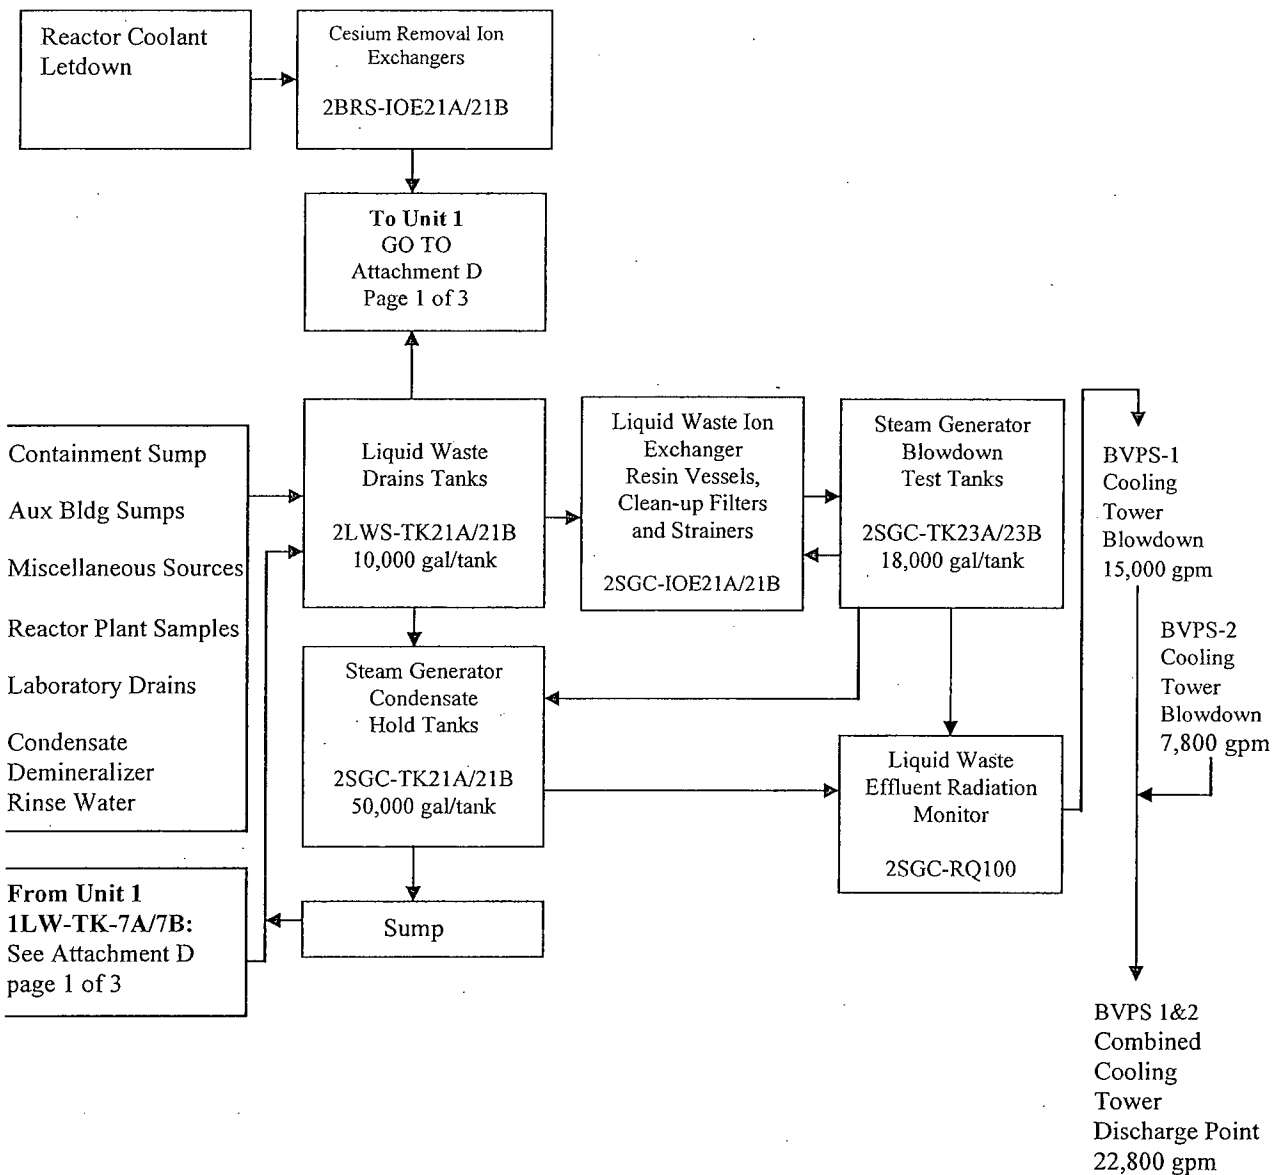 Reactor Coolant
Letdown
Cesium Removal Ion
Exchangers
2BRS-IOE21A/21B
To Unit 1
GO TO
Attachment D
Page 1 of 3
Containment Sump
Aux Bldg Sumps
Miscellaneous Sources
Reactor Plant Samples
Laboratory Drains
Condensate
Demineralizer
Rinse Water
Liquid Waste
Drains Tanks
2LWS-TK21A/21B
10,000 gal/tank
Liquid Waste Ion
Exchanger
Resin Vessels,
Clean-up Filters
and Strainers
2SGC-IOE21A/21B
Steam Generator
Blowdown
Test Tanks
2SGC-TK23A/23B
18,000 gal/tank
BVPS-1
Cooling
Tower
Blowdown
15,000 gpm
BVPS-2
Cooling
Tower
Blowdown
7,800 gpm
Steam Generator
Condensate
Hold Tanks
2SGC-TK21A/21B
50,000 gal/tank
Liquid Waste
Effluent Radiation
Monitor
2SGC-RQ100
From Unit 1
1LW-TK-7A/7B:
See Attachment D
page 1 of 3
Sump
BVPS 1&2
Combined
Cooling
Tower
Discharge Point
22,800 gpm